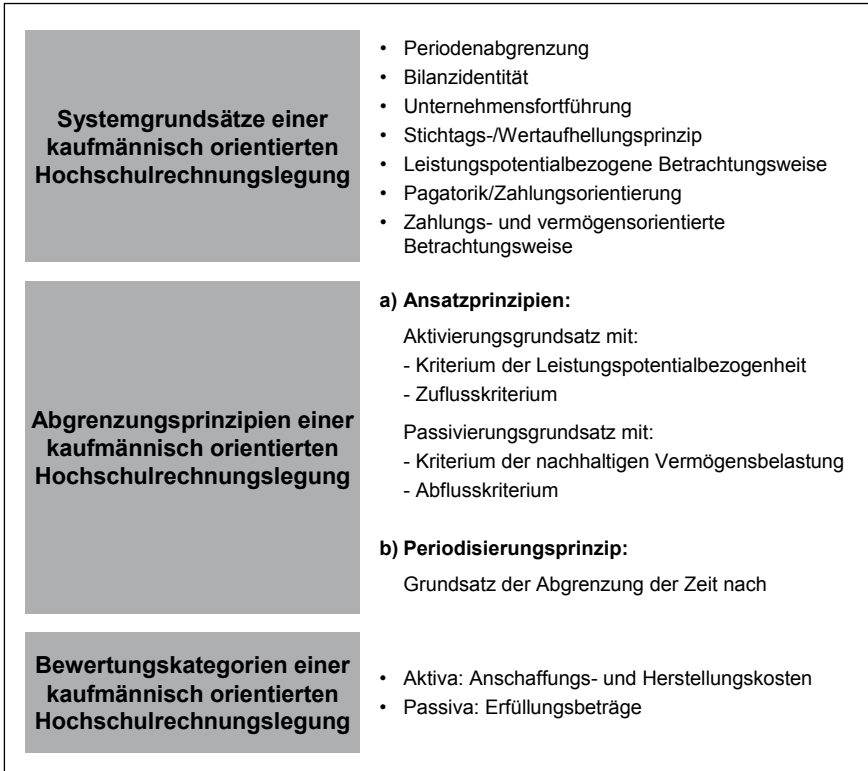 Systemgrundsätze einer
kaufmännisch orientierten
Hochschulrechnungslegung
• Periodenabgrenzung
• Bilanzidentität
• Unternehmensfortführung
• Stichtags-/Wertaufhellungsprinzip
• Leistungspotentialbezogene Betrachtungsweise
• Pagatorik/Zahlungsorientierung
• Zahlungs- und vermögensorientierte
Betrachtungsweise
Abgrenzungsprinzipien einer
kaufmännisch orientierten
Hochschulrechnungslegung
a) Ansatzprinzipien:
Aktivierungsgrundsatz mit:
- Kriterium der Leistungspotentialbezogenheit
- Zuflusskriterium
Passivierungsgrundsatz mit:
- Kriterium der nachhaltigen Vermögensbelastung
- Abflusskriterium
b) Periodisierungsprinzip:
Grundsatz der Abgrenzung der Zeit nach
Bewertungskategorien einer
kaufmännisch orientierten
Hochschulrechnungslegung
• Aktiva: Anschaffungs- und Herstellungskosten
• Passiva: Erfüllungsbeträge